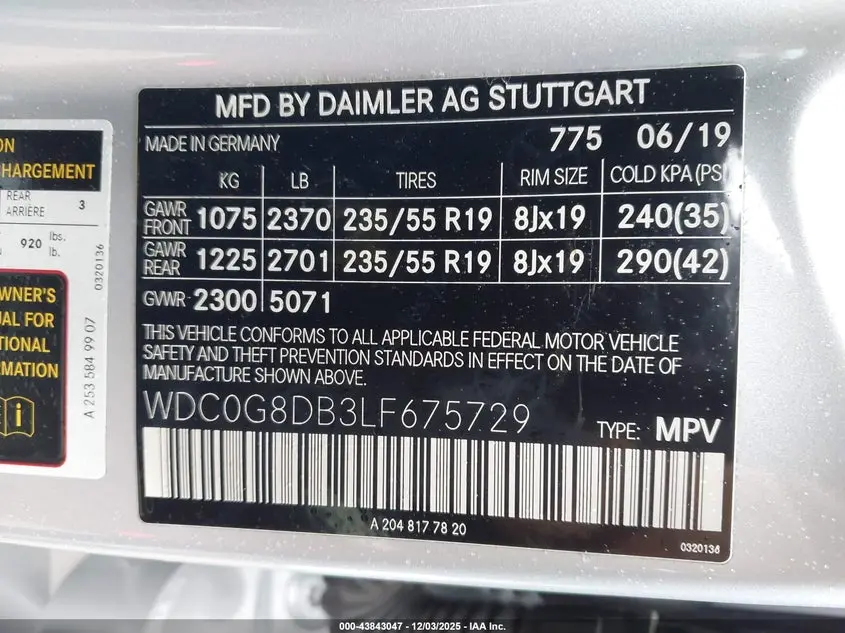 MFD BY DAIMLER AG STUTTGART
MADE IN GERMANY 775 06/19
KG LB TIRES RIM SIZE COLD KPA (PSI
GAWR FRONT 1075 2370 235/55 R19 8Jx19 240(35)
GAWR REAR 1225 2701 235/55 R19 8Jx19 290(42)
GVWR 2300 5071
THIS VEHICLE CONFORMS TO ALL APPLICABLE FEDERAL MOTOR VEHICLE
SAFETY AND THEFT PREVENTION STANDARDS IN EFFECT ON THE DATE OF
MANUFACTURE SHOWN ABOVE.
WDC0G8DB3LF675729 TYPE: MPV
A 204 817 78 20
0320136
ON
HARGEMENT
REAR
ARRIÈRE 3
920 lbs.
lb.
0320136
WNER'S
UAL FOR
TIONAL
RMATION
A 253 584 99 07
000-43843047 - 12/03/2025 - IAA Inc.